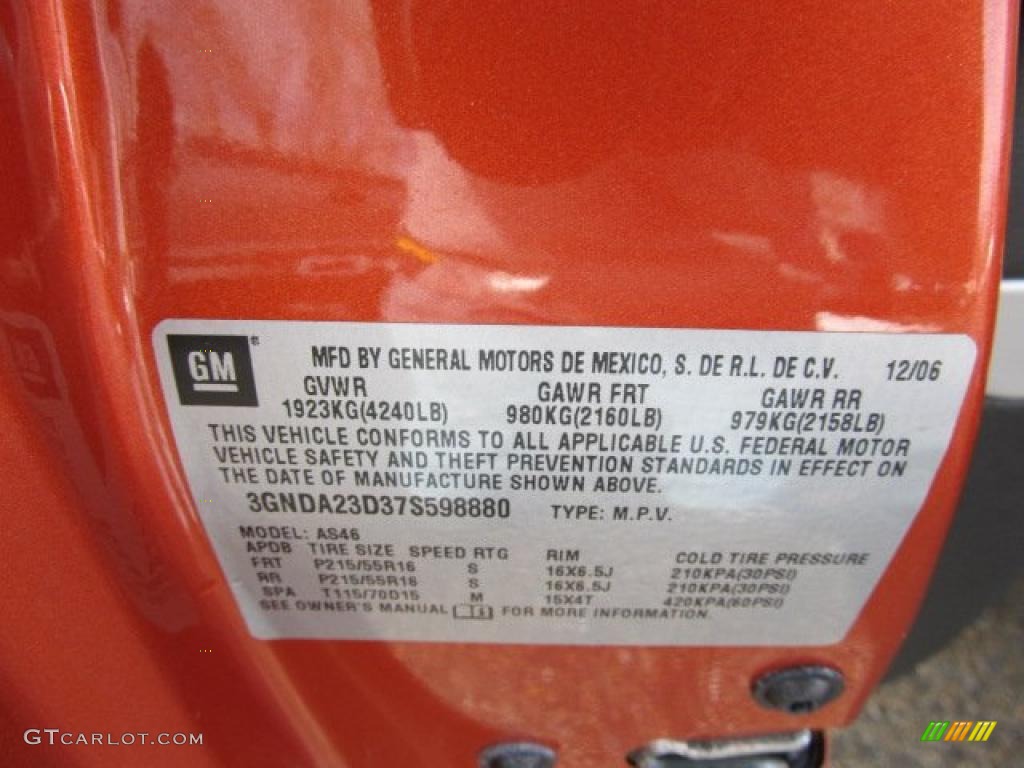 GM ®
MFD BY GENERAL MOTORS DE MEXICO, S. DE R.L. DE C.V. 12/06
GVWR GAWR FRT GAWR RR
1923KG(4240LB) 980KG(2160LB) 979KG(2158LB)
THIS VEHICLE CONFORMS TO ALL APPLICABLE U.S. FEDERAL MOTOR
VEHICLE SAFETY AND THEFT PREVENTION STANDARDS IN EFFECT ON
THE DATE OF MANUFACTURE SHOWN ABOVE.
3GNDA23D37S598880 TYPE: M.P.V.
MODEL: AS46
APDB TIRE SIZE SPEED RTG RIM COLD TIRE PRESSURE
FRT P215/55R16 S 16X6.5J 210KPA(30PSI)
RR P215/55R16 S 16X6.5J 210KPA(30PSI)
SPA T115/70D15 M 15X4T 420KPA(60PSI)
SEE OWNER'S MANUAL FOR MORE INFORMATION.
GTCARLOT.COM